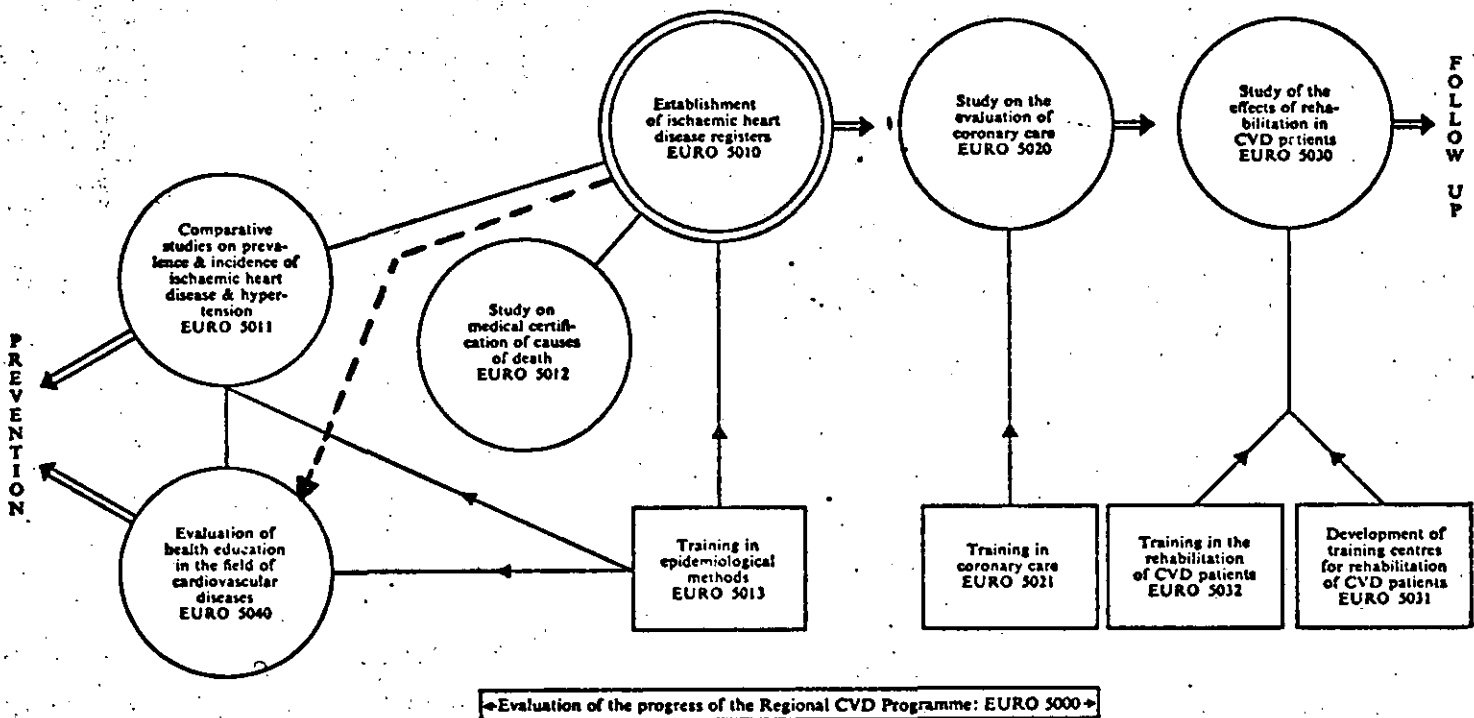 Establishment
of ischaemic heart
disease registers
EURO 5010
Study on the
evaluation of
coronary care
EURO 5020
Study of the
effects of reha-
bilitation in
CVD patients
EURO 5030
FOLLOW UP
Comparative
studies on preva-
lence & incidence of
ischaemic heart
disease & hyper-
tension
EURO 5011
Study on
medical certifi-
cation of causes
of death
EURO 5012
PREVENTION
Evaluation of
health education
in the field of
cardiovascular
diseases
EURO 5040
Training in
epidemiological
methods
EURO 5013
Training in
coronary care
EURO 5021
Training in the
rehabilitation
of CVD patients
EURO 5032
Development of
training centres
for rehabilitation
of CVD patients
EURO 5031
Evaluation of the progress of the Regional CVD Programme: EURO 5000